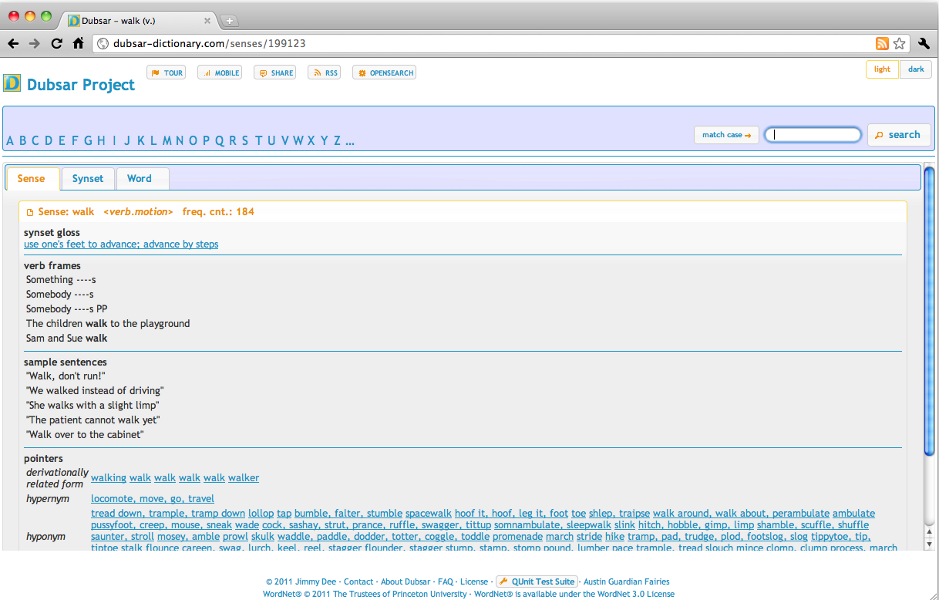 Dubsar - walk (v.)
dubsar-dictionary.com/senses/199123
TOUR MOBILE SHARE RSS OPENSEARCH light dark
D Dubsar Project
A B C D E F G H I J K L M N O P Q R S T U V W X Y Z ... match case → search
Sense Synset Word
Sense: walk <verb.motion> freq. cnt.: 184
synset gloss
use one's feet to advance; advance by steps
verb frames
Something ----s
Somebody ----s
Somebody ----s PP
The children walk to the playground
Sam and Sue walk
sample sentences
"Walk, don't run!"
"We walked instead of driving"
"She walks with a slight limp"
"The patient cannot walk yet"
"Walk over to the cabinet"
pointers
derivationally related form walking walk walk walk walk walker
hypernym locomote, move, go, travel
tread down, trample, tramp down lollop tap bumble, falter, stumble spacewalk hoof it, hoof, leg it, foot toe shlep, traipse walk around, walk about, perambulate ambulate
pussyfoot, creep, mouse, sneak wade cock, sashay, strut, prance, ruffle, swagger, tittup somnambulate, sleepwalk slink hitch, hobble, gimp, limp shamble, scuffle, shuffle
hyponym saunter, stroll mosey, amble prowl skulk waddle, paddle, dodder, totter, coggle, toddle promenade march stride hike tramp, pad, trudge, plod, footslog, slog tippytoe, tip,
tiptoe stalk flounce careen, swag, lurch, keel, reel, stagger flounder, stagger stump, stamp, stomp pound, lumber pace trample, tread slouch mince clomp, clump process, march
© 2011 Jimmy Dee · Contact · About Dubsar · FAQ · License · QUnit Test Suite · Austin Guardian Fairies
WordNet® © 2011 The Trustees of Princeton University · WordNet® is available under the WordNet 3.0 License